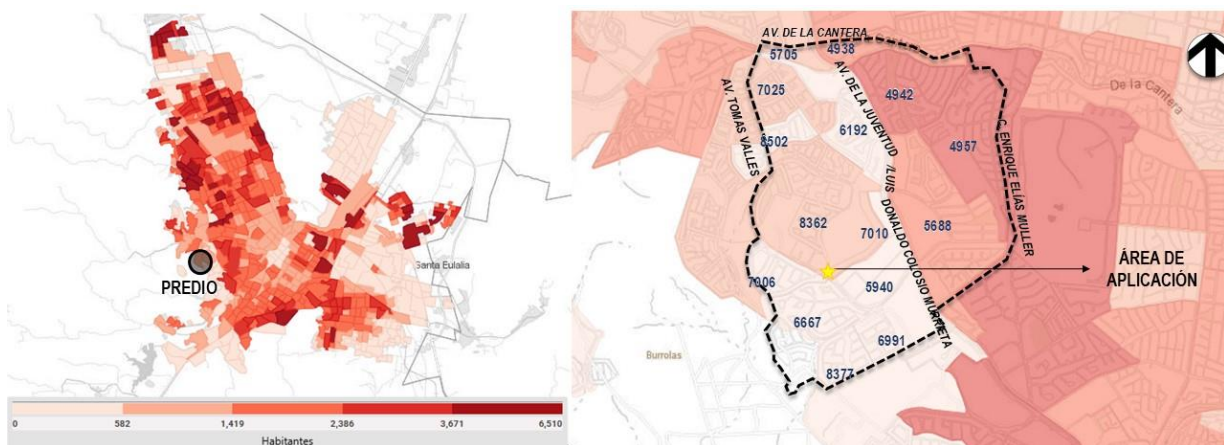 Santa Eulalia
PREDIO
0 582 1,419 2,386 3,671 6,510
Habitantes
AV. DE LA CANTERA
5705
4938
De la Cantera
7025
AV. DE LA JUVENTUD /LUIS DONALDO COLOSIO MURRIETA
4942
AV. TOMAS VALLES
8502
6192
4957
C. ENRIQUE ELÍAS MULLER
8362
7010
5688
ÁREA DE
APLICACIÓN
7006
5940
6667
6991
Burrolas
8377